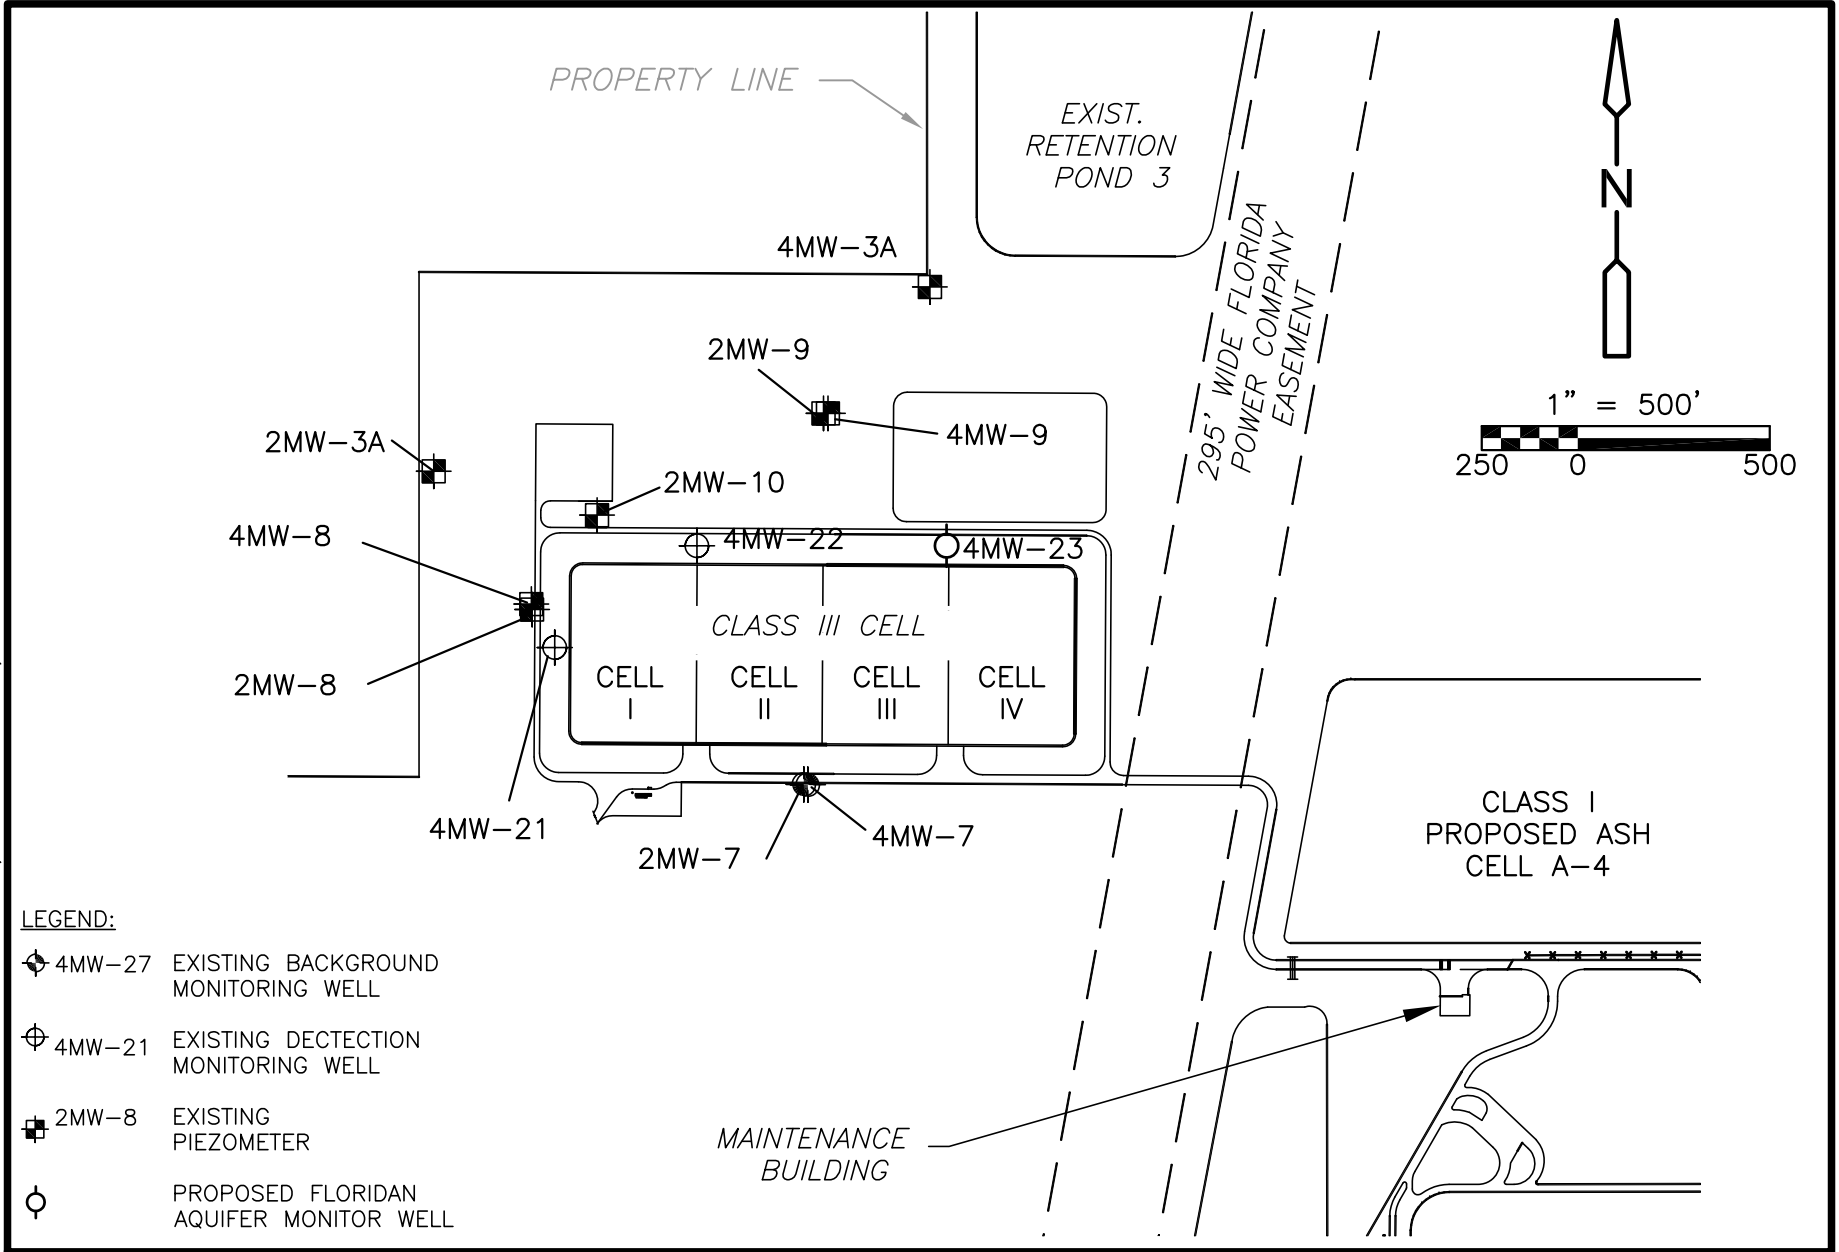 PROPERTY LINE
EXIST.
RETENTION
POND 3
N
4MW-3A
295' WIDE FLORIDA
POWER COMPANY
EASEMENT
2MW-9
4MW-9
1" = 500'
250 0 500
2MW-3A
2MW-10
4MW-8
4MW-22
4MW-23
CLASS III CELL
2MW-8
CELL
I
CELL
II
CELL
III
CELL
IV
4MW-21
2MW-7
4MW-7
CLASS I
PROPOSED ASH
CELL A-4
LEGEND:
4MW-27 EXISTING BACKGROUND
MONITORING WELL
4MW-21 EXISTING DECTECTION
MONITORING WELL
2MW-8 EXISTING
PIEZOMETER
PROPOSED FLORIDAN
AQUIFER MONITOR WELL
MAINTENANCE
BUILDING